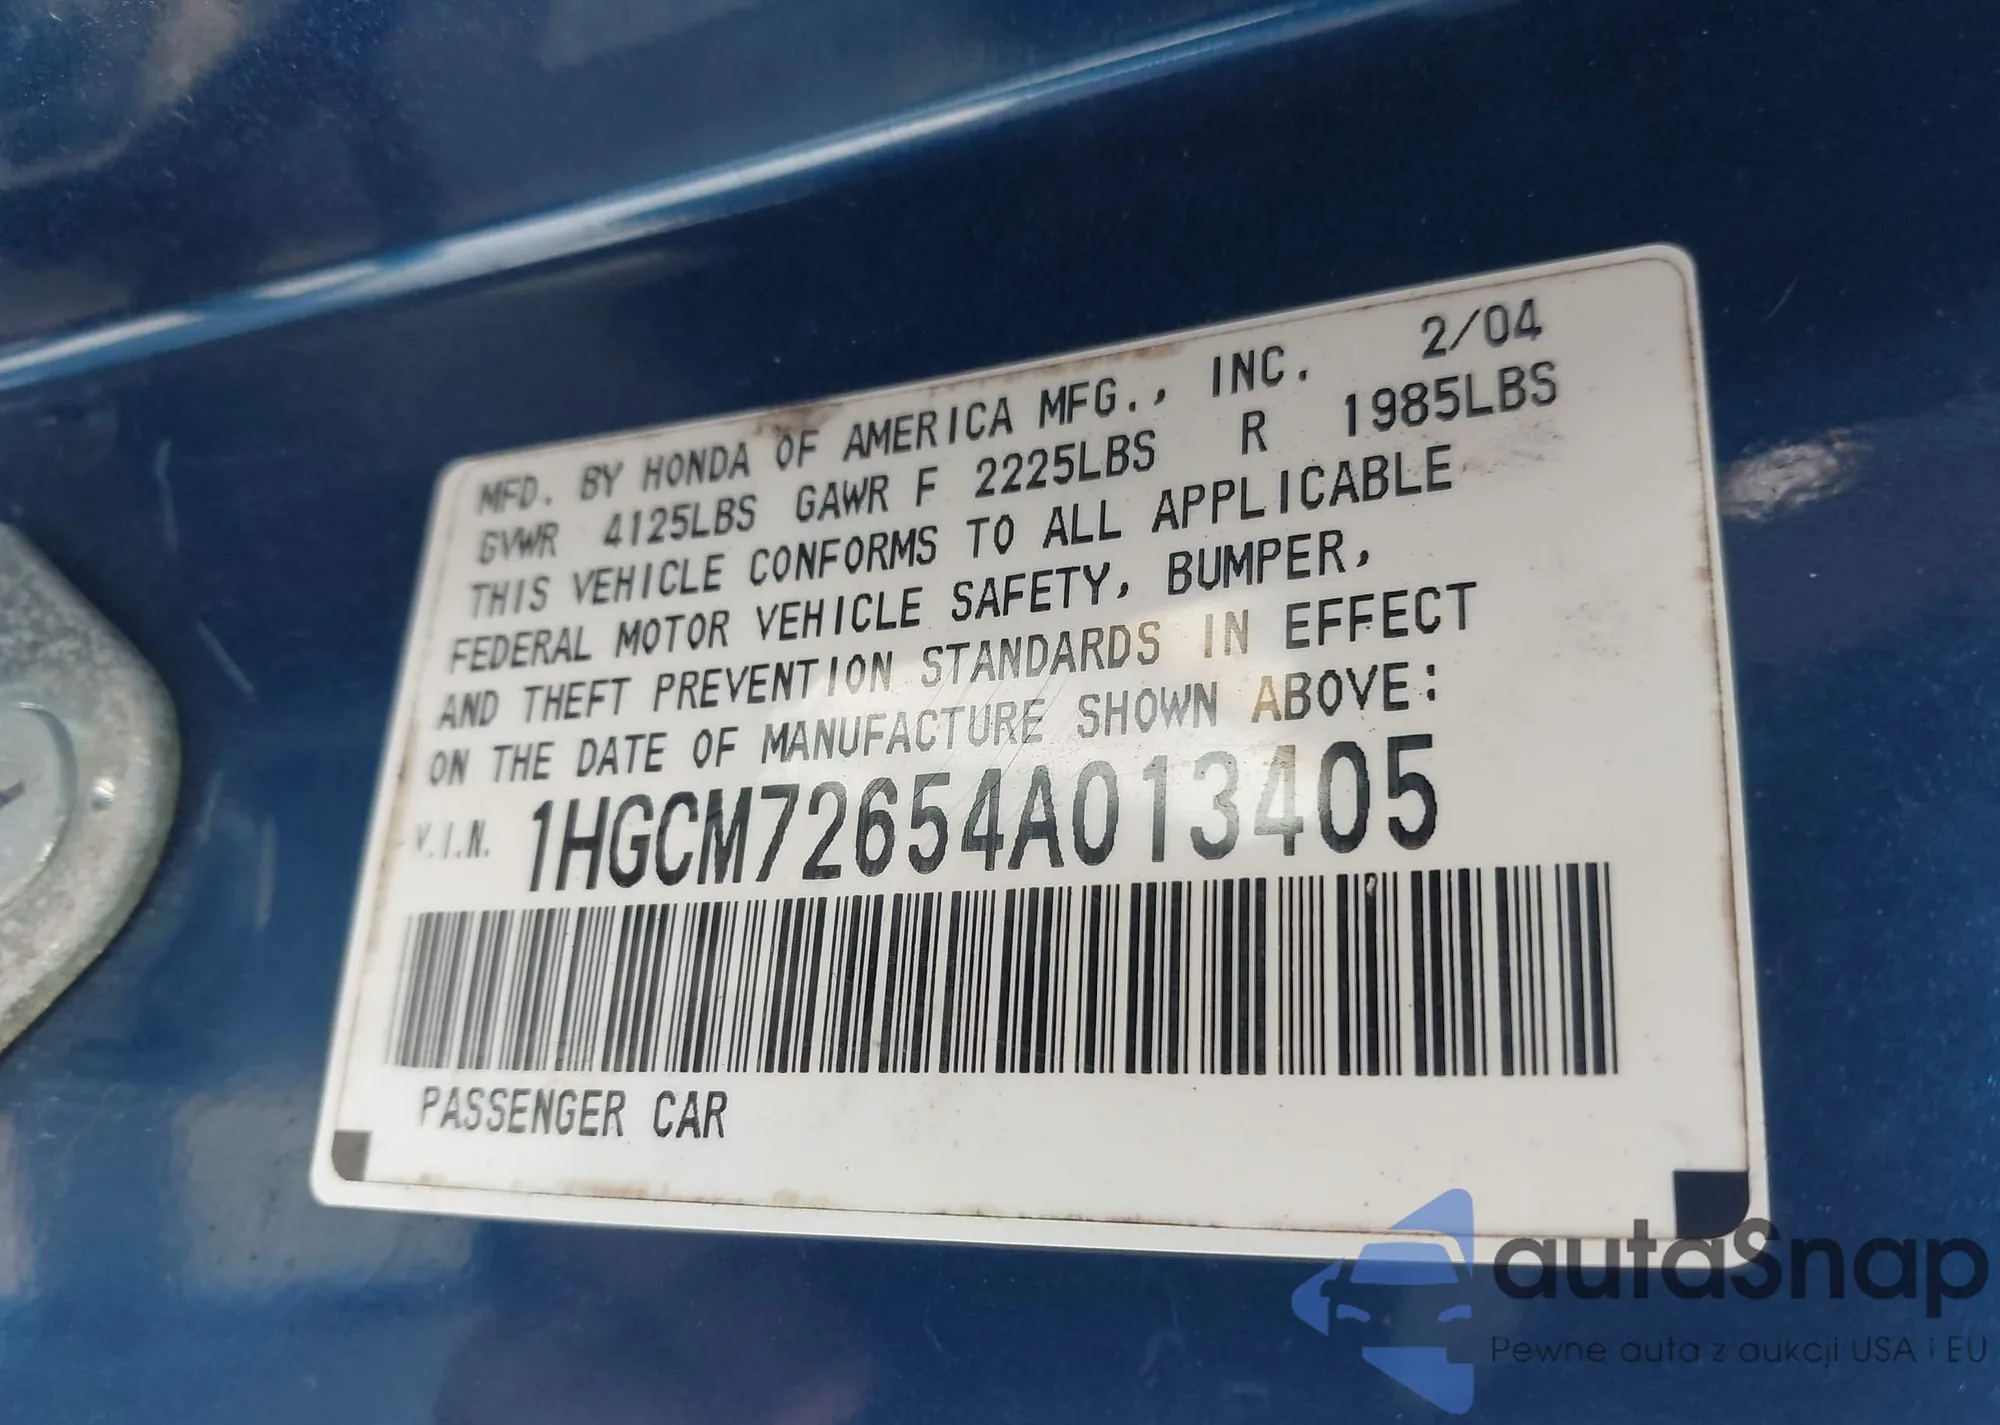 MFD. BY HONDA OF AMERICA MFG., INC. 2/04
GVWR 4125LBS GAWR F 2225LBS R 1985LBS
THIS VEHICLE CONFORMS TO ALL APPLICABLE
FEDERAL MOTOR VEHICLE SAFETY, BUMPER,
AND THEFT PREVENTION STANDARDS IN EFFECT
ON THE DATE OF MANUFACTURE SHOWN ABOVE:
V.I.N. 1HGCM72654A013405
PASSENGER CAR
autaSnap
Pewne auta z aukcji USA i EU